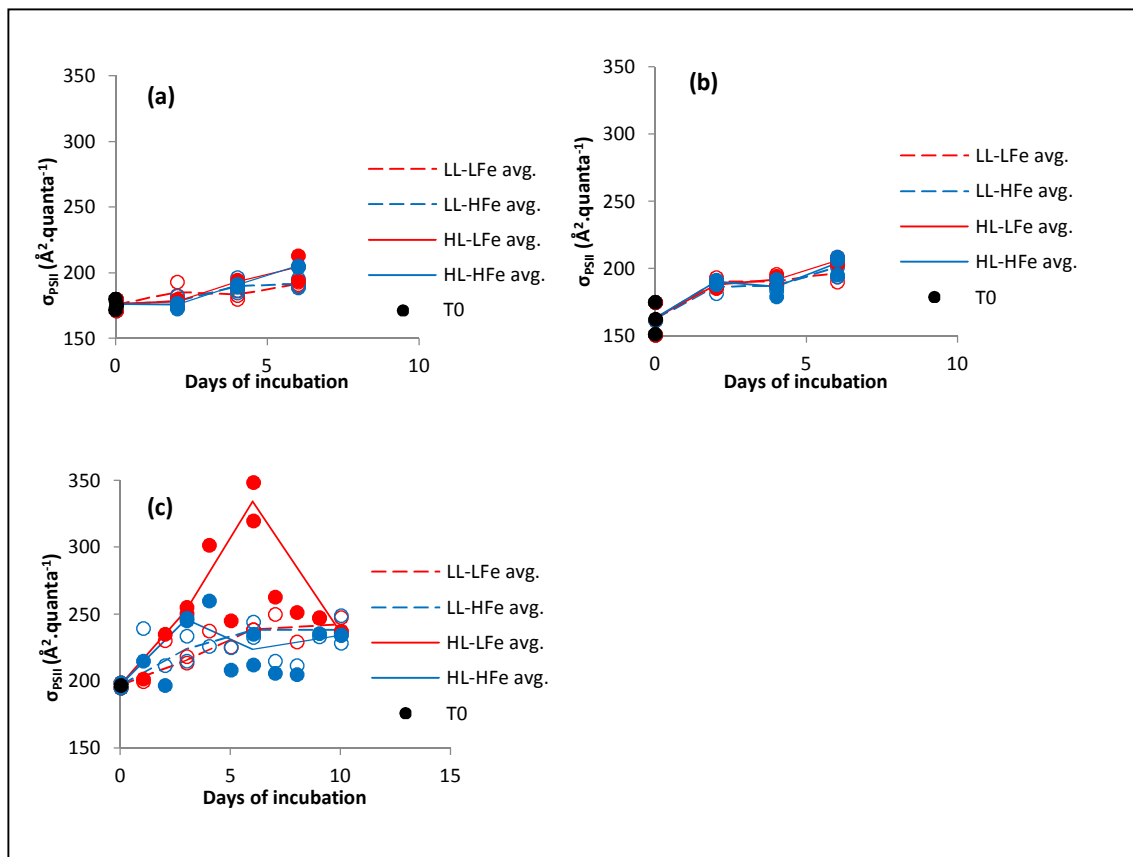 (a)
σPSII (Å².quanta⁻¹)
350
300
250
200
150
0
5
10
Days of incubation
LL-LFe avg.
LL-HFe avg.
HL-LFe avg.
HL-HFe avg.
T0
(b)
σPSII (Å².quanta⁻¹)
350
300
250
200
150
0
5
10
Days of incubation
LL-LFe avg.
LL-HFe avg.
HL-LFe avg.
HL-HFe avg.
T0
(c)
σPSII (Å².quanta⁻¹)
350
300
250
200
150
0
5
10
15
Days of incubation
LL-LFe avg.
LL-HFe avg.
HL-LFe avg.
HL-HFe avg.
T0